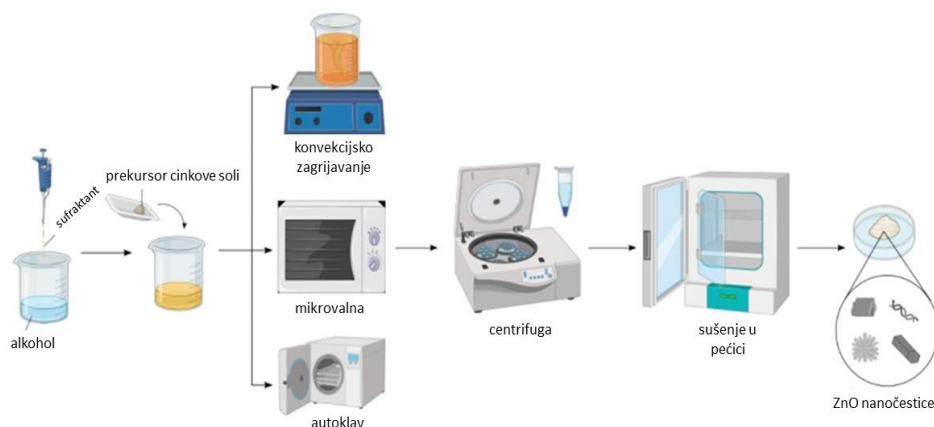 sufraktant
alkohol
prekursor cinkove soli
konvekcijsko
zagrijavanje
mikrovalna
autoklav
centrifuga
sušenje u
pećici
ZnO nanočestice